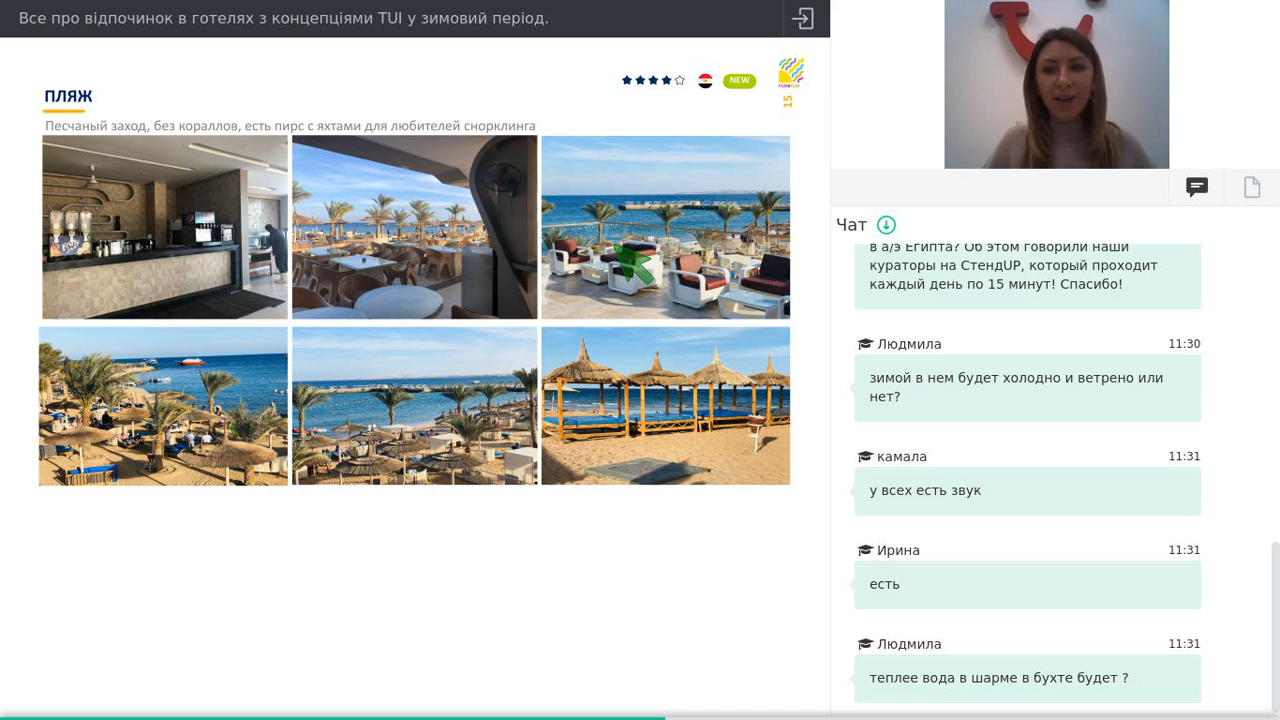 Все про відпочинок в готелях з концепціями TUI у зимовий період.
NEW
15
ПЛЯЖ
Песчаный заход, без кораллов, есть пирс с яхтами для любителей снорклинга
Чат
в а/э Египта? Об этом говорили наши
кураторы на СтендUP, который проходит
каждый день по 15 минут! Спасибо!
Людмила 11:30
зимой в нем будет холодно и ветрено или
нет?
камала 11:31
у всех есть звук
Ирина 11:31
есть
Людмила 11:31
теплее вода в шарме в бухте будет ?